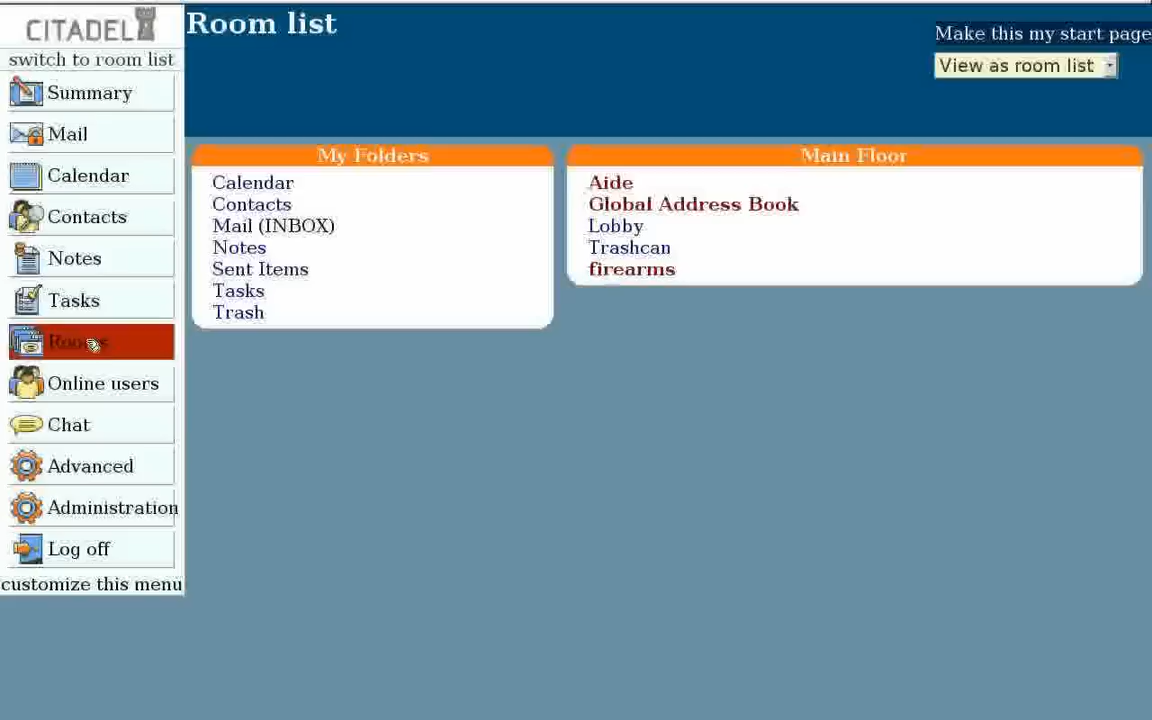 CITADEL
switch to room list
Summary
Mail
Calendar
Contacts
Notes
Tasks
Online users
Chat
Advanced
Administration
Log off
customize this menu
Room list
Make this my start page
View as room list
My Folders
Calendar
Contacts
Mail (INBOX)
Notes
Sent Items
Tasks
Trash
Main Floor
Aide
Global Address Book
Lobby
Trashcan
firearms